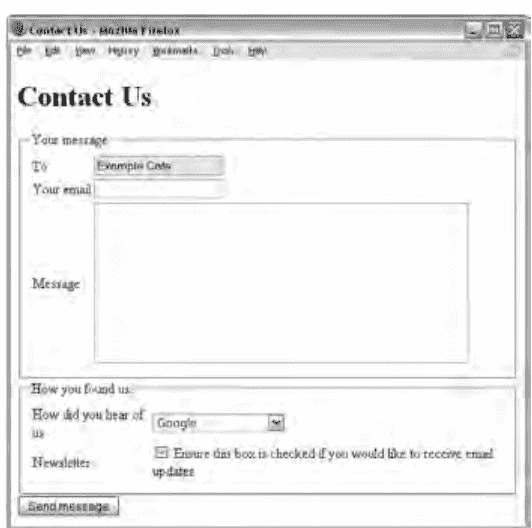 Contact Us - Mozilla Firefox
File Edit View History Bookmarks Tools Help
Contact Us
Your message
To Example Cafe
Your email
Message
How you found us
How did you hear of
us
Google
Newsletter
Ensure this box is checked if you would like to receive email
updates
Send message